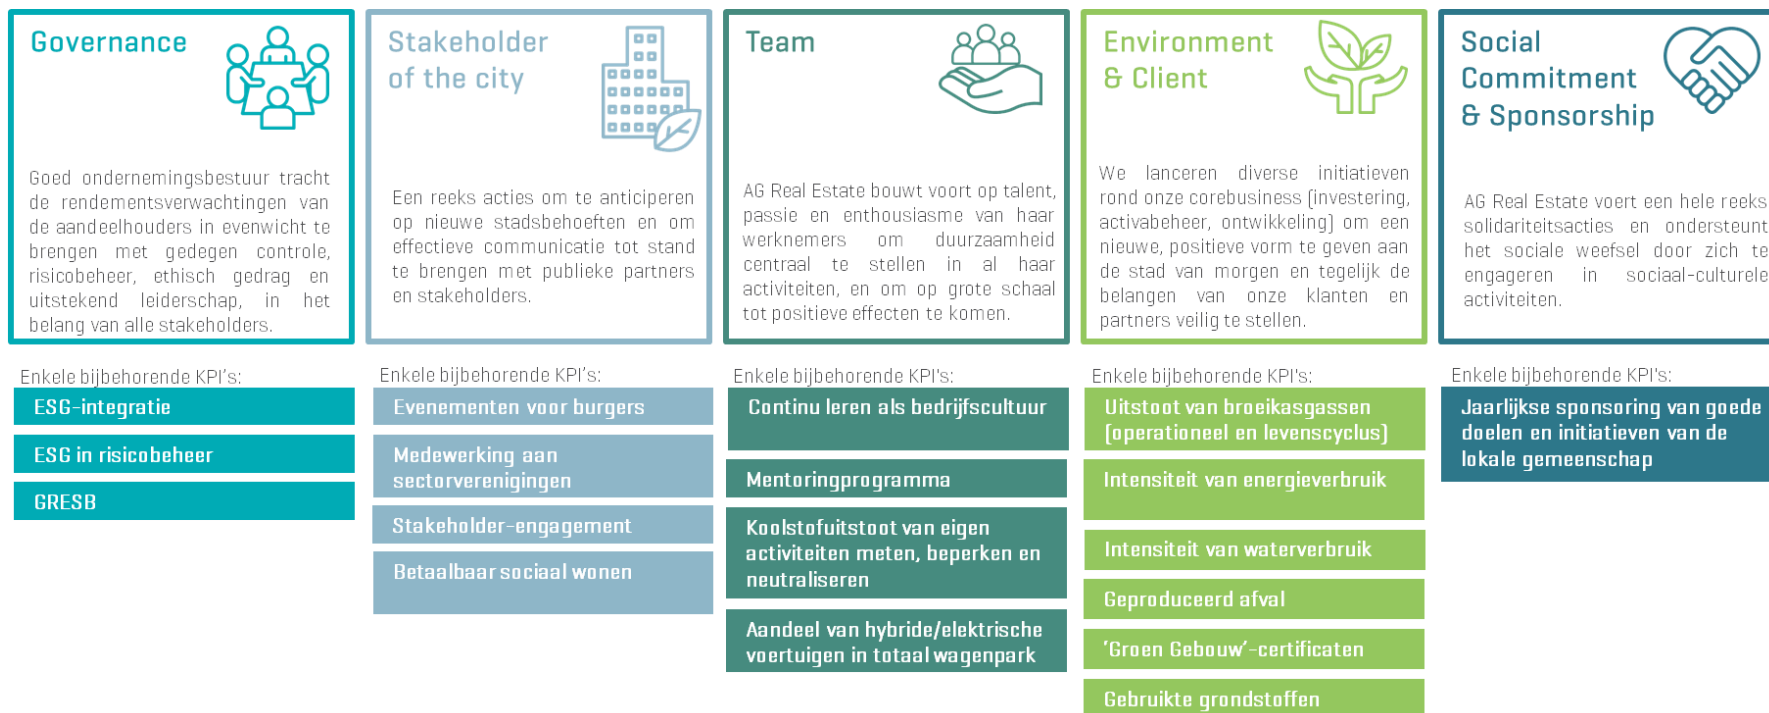 Governance
Goed ondernemingsbestuur tracht
de rendementsverwachtingen van
de aandeelhouders in evenwicht te
brengen met gedegen controle,
risicobeheer, ethisch gedrag en
uitstekend leiderschap, in het
belang van alle stakeholders.
Enkele bijbehorende KPI's:
ESG-integratie
ESG in risicobeheer
GRESB
Stakeholder
of the city
Een reeks acties om te anticiperen
op nieuwe stadsbehoeften en om
effectieve communicatie tot stand
te brengen met publieke partners
en stakeholders.
Enkele bijbehorende KPI's:
Evenementen voor burgers
Medewerking aan
sectorverenigingen
Stakeholder-engagement
Betaalbaar sociaal wonen
Team
AG Real Estate bouwt voort op talent,
passie en enthousiasme van haar
werknemers om duurzaamheid
centraal te stellen in al haar
activiteiten, en om op grote schaal
tot positieve effecten te komen.
Enkele bijbehorende KPI's:
Continu leren als bedrijfscultuur
Mentoringprogramma
Koolstofuitstoot van eigen
activiteiten meten, beperken en
neutraliseren
Aandeel van hybride/elektrische
voertuigen in totaal wagenpark
Environment
& Client
We lanceren diverse initiatieven
rond onze corebusiness (investering,
activabeheer, ontwikkeling) om een
nieuwe, positieve vorm te geven aan
de stad van morgen en tegelijk de
belangen van onze klanten en
partners veilig te stellen.
Enkele bijbehorende KPI's:
Uitstoot van broeikasgassen
(operationeel en levenscyclus)
Intensiteit van energieverbruik
Intensiteit van waterverbruik
Geproduceerd afval
'Groen Gebouw'-certificaten
Gebruikte grondstoffen
Social
Commitment
& Sponsorship
AG Real Estate voert een hele reeks
solidariteitsacties en ondersteunt
het sociale weefsel door zich te
engageren in sociaal-culturele
activiteiten.
Enkele bijbehorende KPI's:
Jaarlijkse sponsoring van goede
doelen en initiatieven van de
lokale gemeenschap